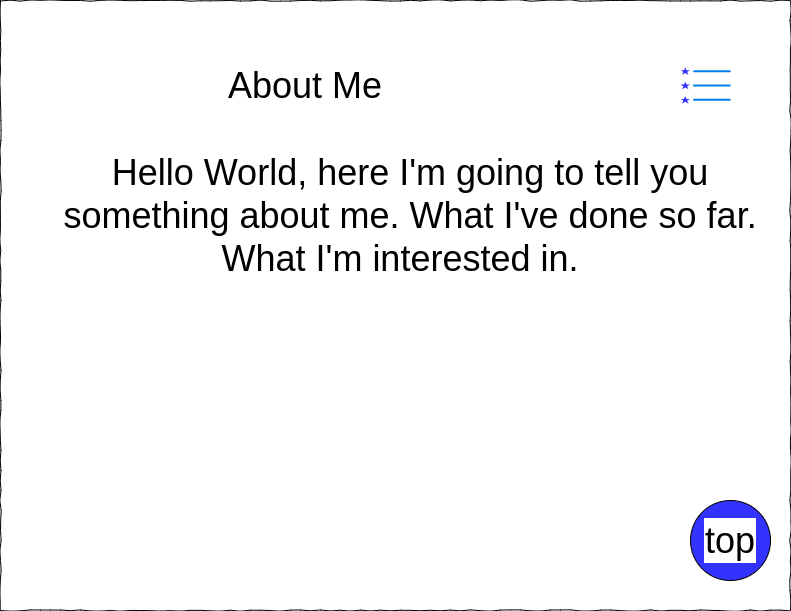 About Me
Hello World, here I'm going to tell you
something about me. What I've done so far.
What I'm interested in.
top